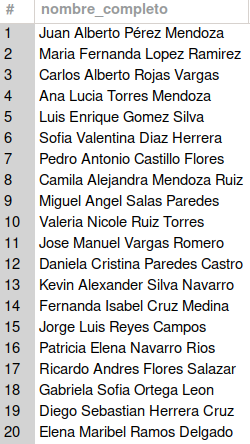 # nombre_completo
1 Juan Alberto Pérez Mendoza
2 Maria Fernanda Lopez Ramirez
3 Carlos Alberto Rojas Vargas
4 Ana Lucia Torres Mendoza
5 Luis Enrique Gomez Silva
6 Sofia Valentina Diaz Herrera
7 Pedro Antonio Castillo Flores
8 Camila Alejandra Mendoza Ruiz
9 Miguel Angel Salas Paredes
10 Valeria Nicole Ruiz Torres
11 Jose Manuel Vargas Romero
12 Daniela Cristina Paredes Castro
13 Kevin Alexander Silva Navarro
14 Fernanda Isabel Cruz Medina
15 Jorge Luis Reyes Campos
16 Patricia Elena Navarro Rios
17 Ricardo Andres Flores Salazar
18 Gabriela Sofia Ortega Leon
19 Diego Sebastian Herrera Cruz
20 Elena Maribel Ramos Delgado